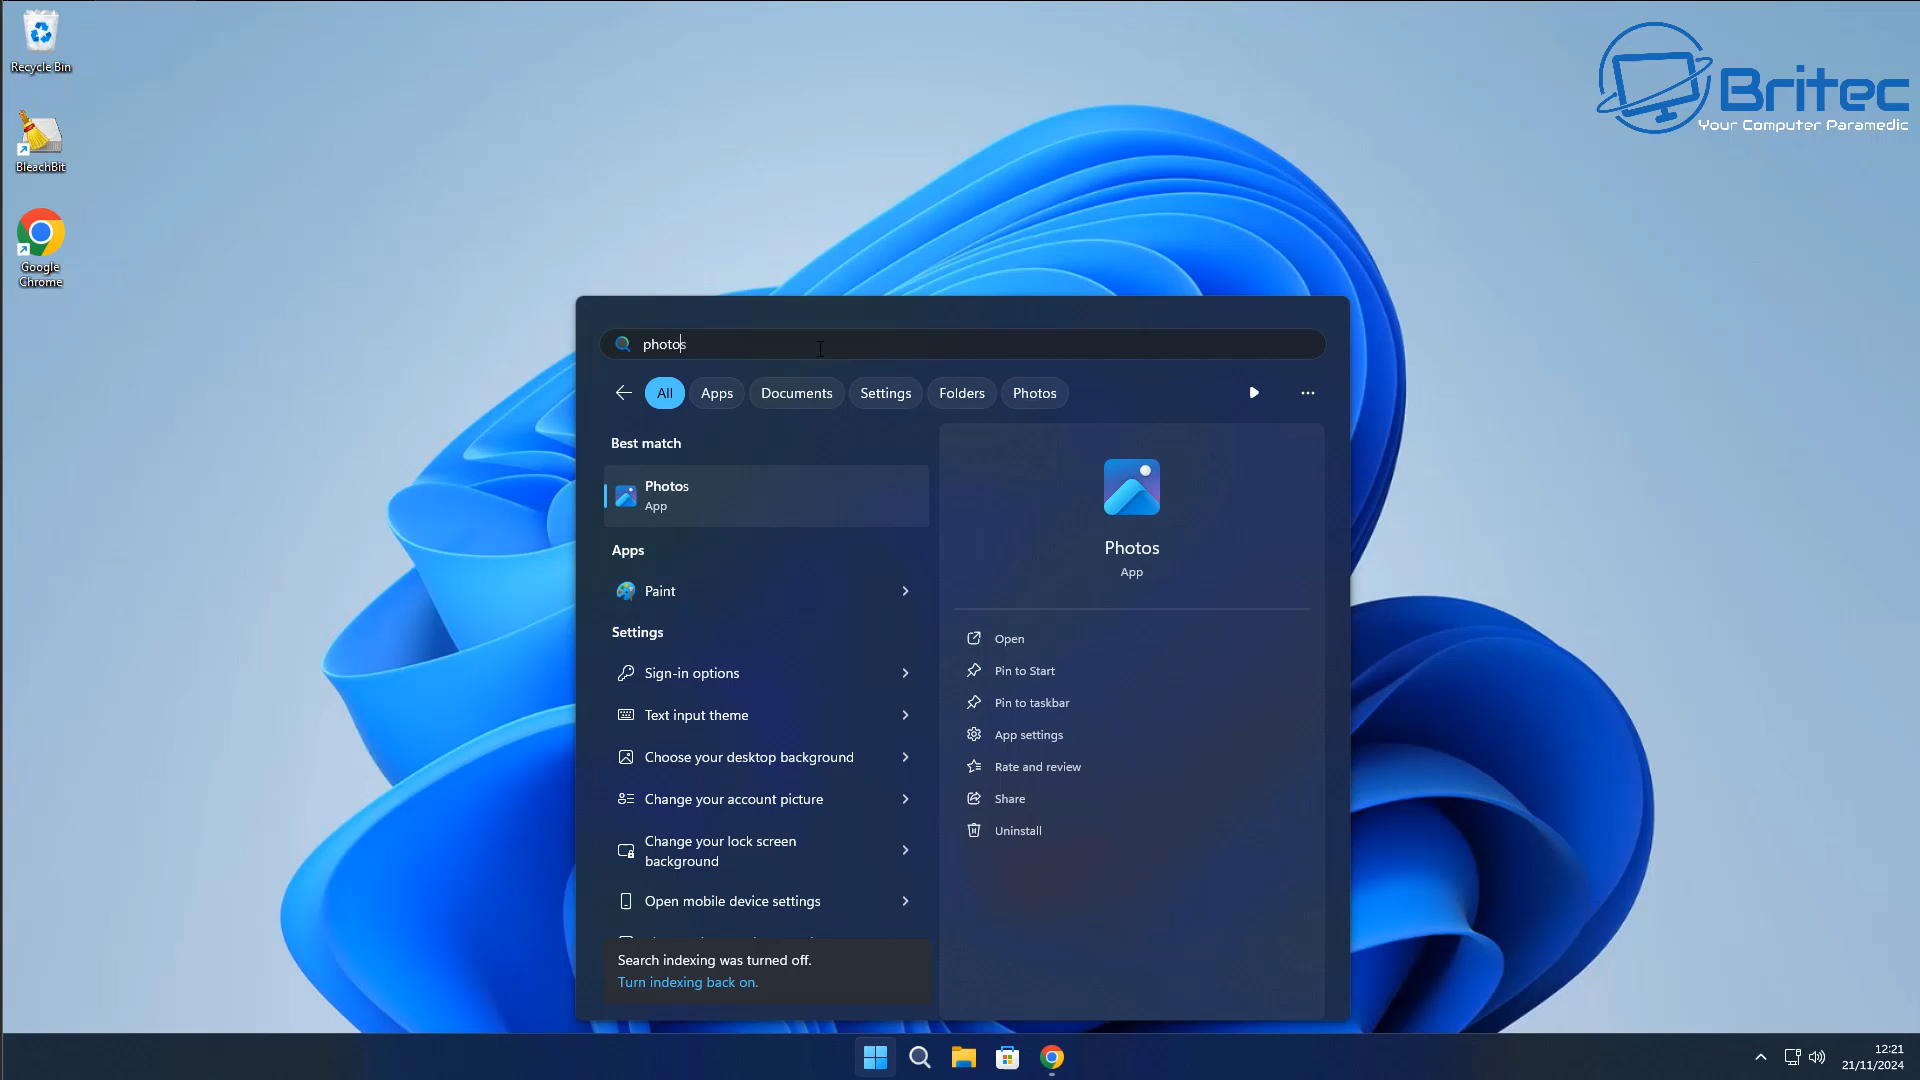 Recycle Bin
BleachBit
Google
Chrome
Britec
Your Computer Paramedic
photos
All
Apps
Documents
Settings
Folders
Photos
Best match
Photos
App
Apps
Paint
Settings
Sign-in options
Text input theme
Choose your desktop background
Change your account picture
Change your lock screen
background
Open mobile device settings
Search indexing was turned off.
Turn indexing back on.
Photos
App
Open
Pin to Start
Pin to taskbar
App settings
Rate and review
Share
Uninstall
12:21
21/11/2024